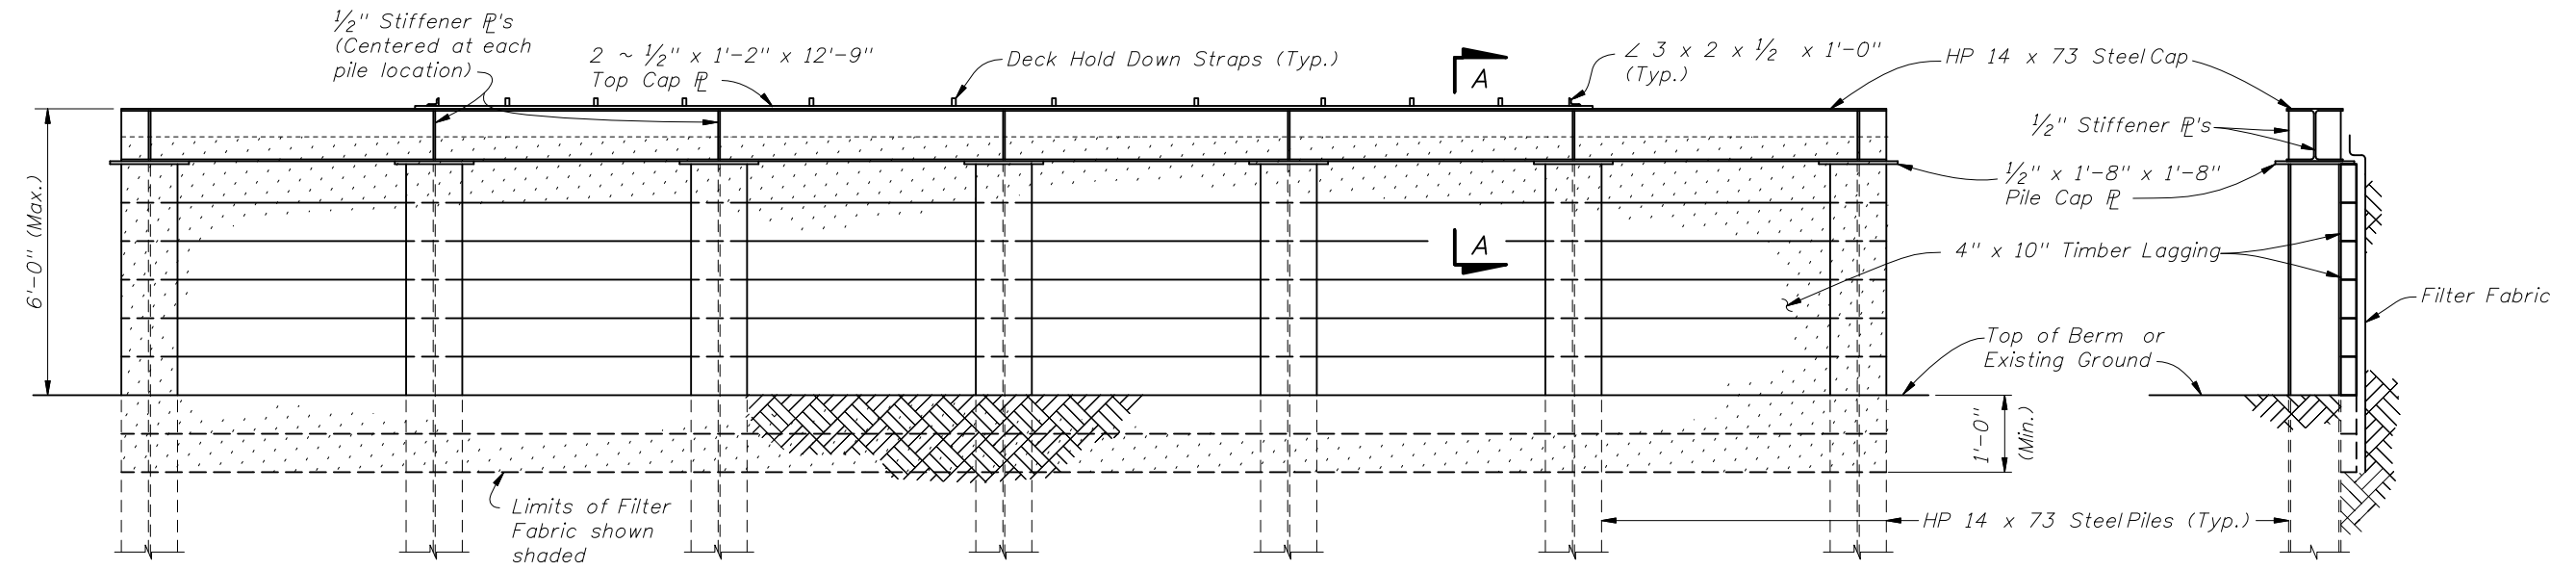 ½" Stiffener ℄'s
(Centered at each
pile location)
2 ~ ½" x 1'-2" x 12'-9"
Top Cap ℄
Deck Hold Down Straps (Typ.)
A
∠ 3 x 2 x ½ x 1'-0"
(Typ.)
HP 14 x 73 Steel Cap
½" Stiffener ℄'s
½" x 1'-8" x 1'-8"
Pile Cap ℄
6'-0" (Max.)
A
4" x 10" Timber Lagging
Filter Fabric
Top of Berm or
Existing Ground
1'-0"
(Min.)
Limits of Filter
Fabric shown
shaded
HP 14 x 73 Steel Piles (Typ.)